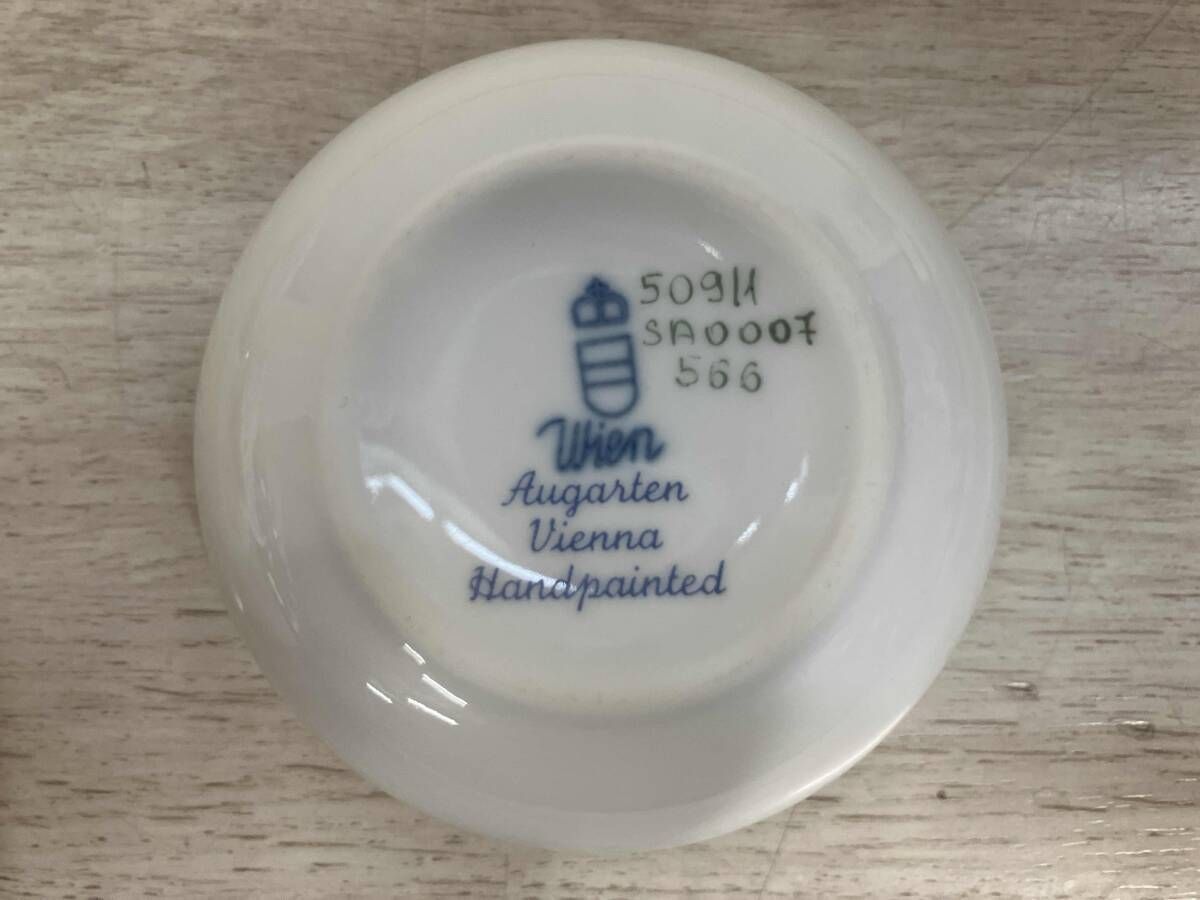 509/1
SA0007
566
Wien
Augarten
Vienna
Handpainted